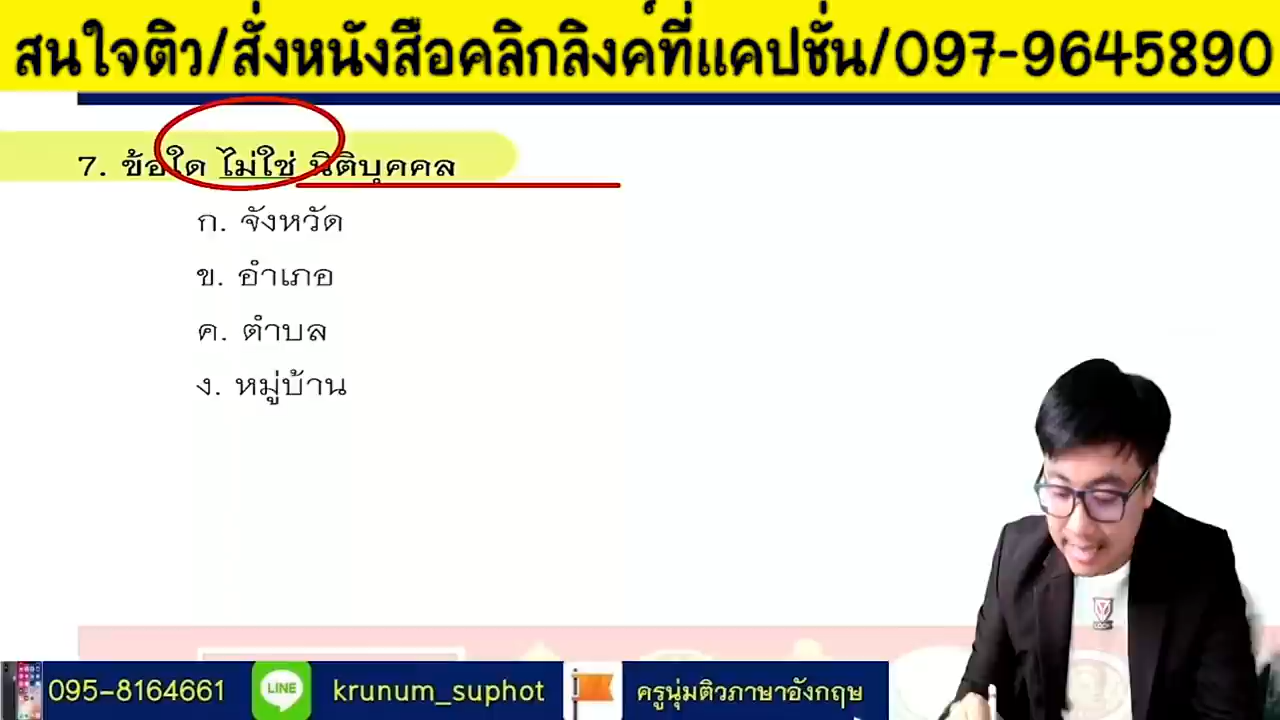 สนใจติว/สั่งหนังสือคลิกลิงค์ที่แคปชั่น/097-9645890
7. ข้อใด ไม่ใช่ นิติบุคคล
ก. จังหวัด
ข. อำเภอ
ค. ตำบล
ง. หมู่บ้าน
095-8164661 LINE krunum_suphot ครูนุ่มติวภาษาอังกฤษ